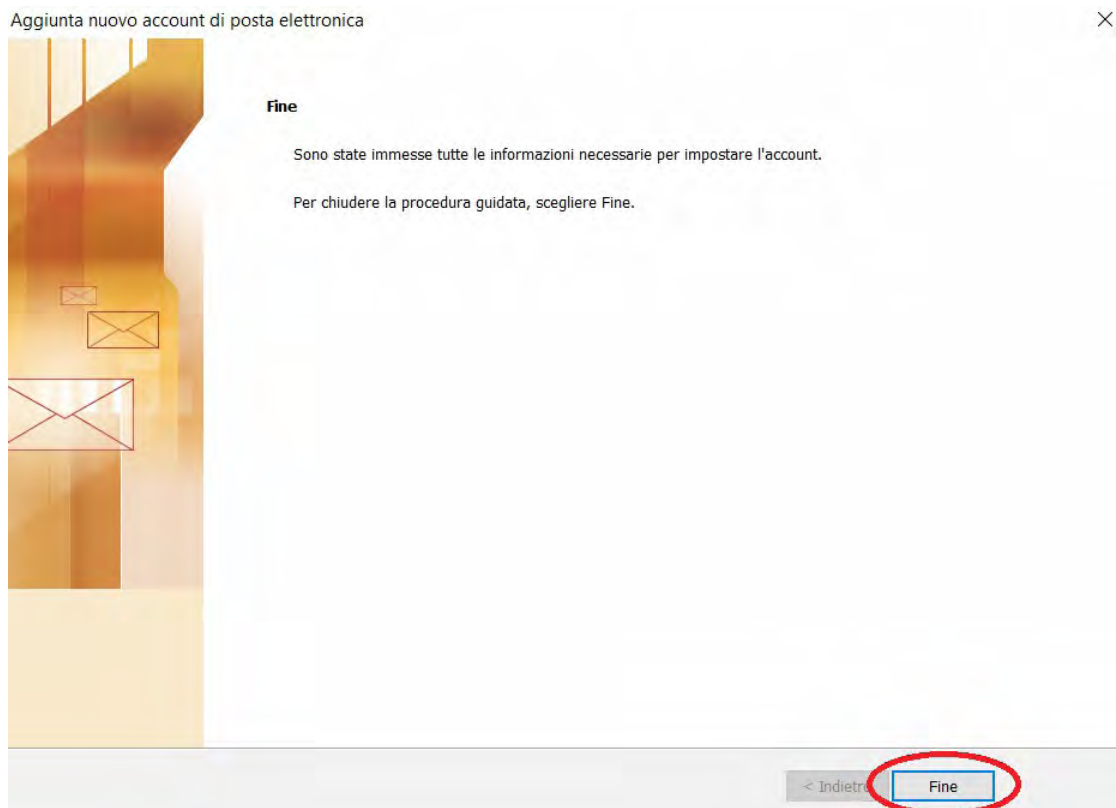 Aggiunta nuovo account di posta elettronica
Fine
Sono state immesse tutte le informazioni necessarie per impostare l'account.
Per chiudere la procedura guidata, scegliere Fine.
< Indietro Fine